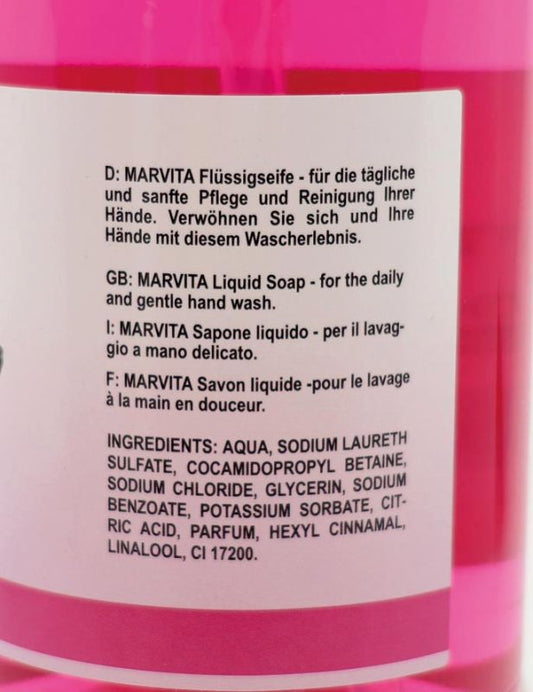 D: MARVITA Flüssigseife - für die tägliche
und sanfte Pflege und Reinigung Ihrer
Hände. Verwöhnen Sie sich und Ihre
Hände mit diesem Wascherlebnis.
GB: MARVITA Liquid Soap - for the daily
and gentle hand wash.
I: MARVITA Sapone liquido - per il lavag-
gio a mano delicato.
F: MARVITA Savon liquide -pour le lavage
à la main en douceur.
INGREDIENTS: AQUA, SODIUM LAURETH
SULFATE, COCAMIDOPROPYL BETAINE,
SODIUM CHLORIDE, GLYCERIN, SODIUM
BENZOATE, POTASSIUM SORBATE, CIT-
RIC ACID, PARFUM, HEXYL CINNAMAL,
LINALOOL, CI 17200.